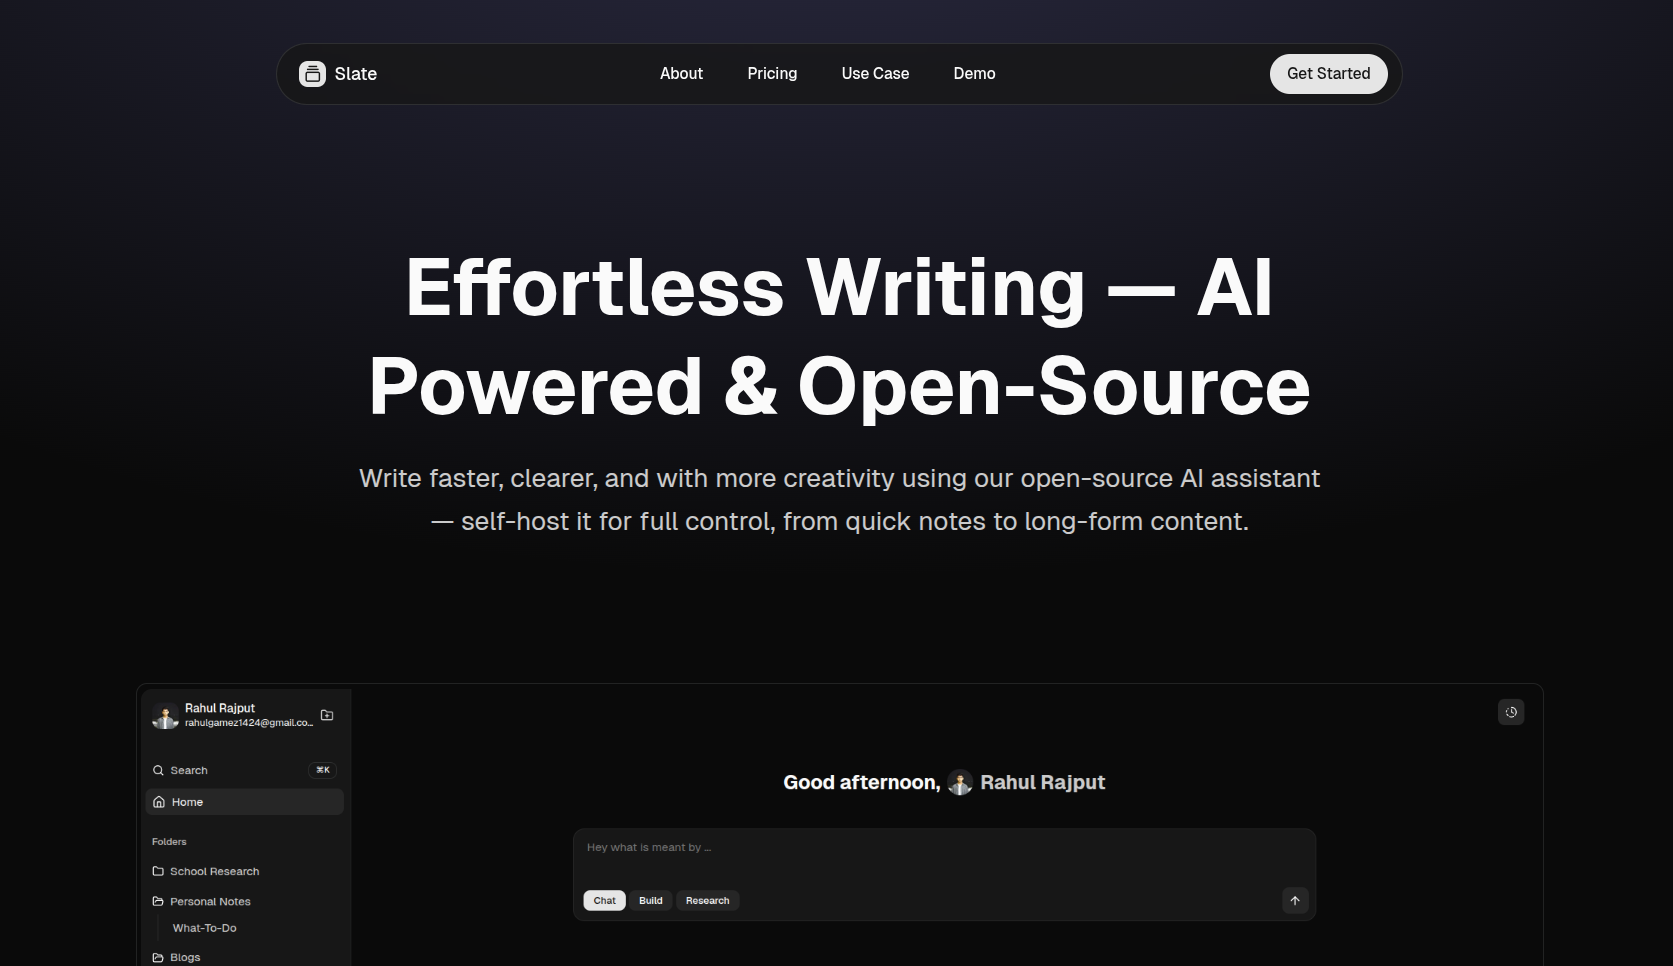 Slate
About
Pricing
Use Case
Demo
Get Started
Effortless Writing — AI
Powered & Open-Source
Write faster, clearer, and with more creativity using our open-source AI assistant
— self-host it for full control, from quick notes to long-form content.
Rahul Rajput
rahulgamez1424@gmail.co...
Search
⌘K
Home
Folders
School Research
Personal Notes
What-To-Do
Blogs
Good afternoon, Rahul Rajput
Hey what is meant by ...
Chat
Build
Research